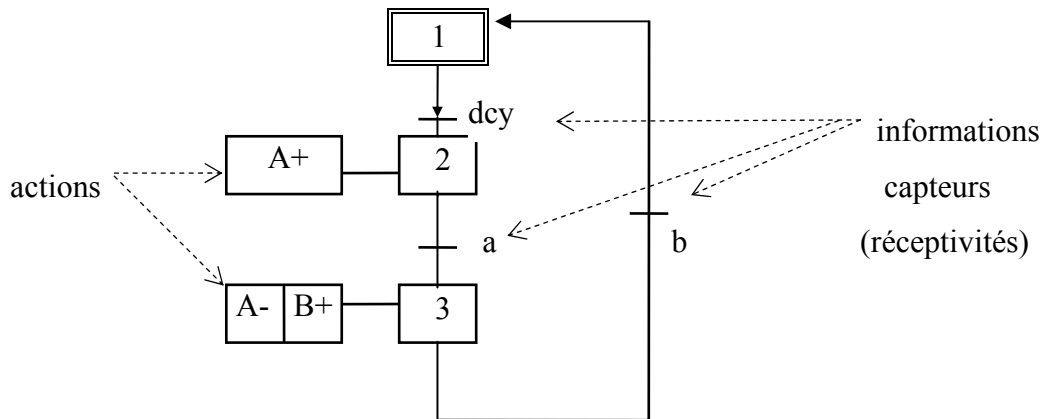 1
dcy
informations
A+
2
actions
capteurs
a
b
(réceptivités)
A-
B+
3